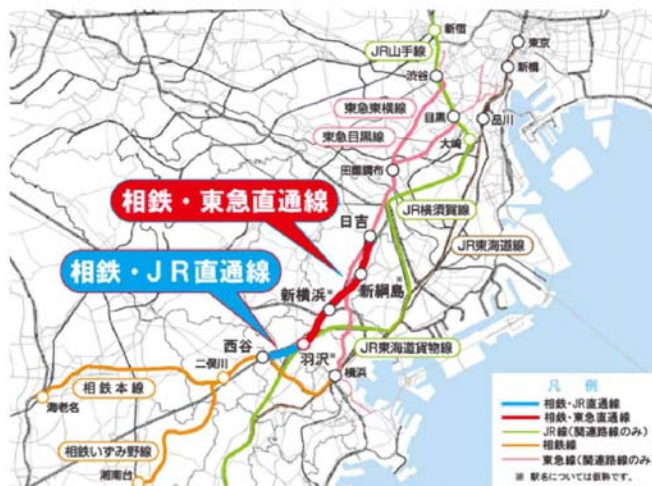 新宿
JR山手線
東京
渋谷
新橋
東急東横線
目黒
品川
東急目黒線
大崎
田園調布
相鉄・東急直通線
JR横須賀線
日吉
JR東海道線
相鉄・JR直通線
新横浜※
新綱島※
西谷
羽沢※
JR東海道貨物線
二俣川
横浜
相鉄本線
海老名
相鉄いずみ野線
湘南台
凡例
相鉄・JR直通線
相鉄・東急直通線
JR線(関連路線のみ)
相鉄線
東急線(関連路線のみ
※ 駅名については仮称です。